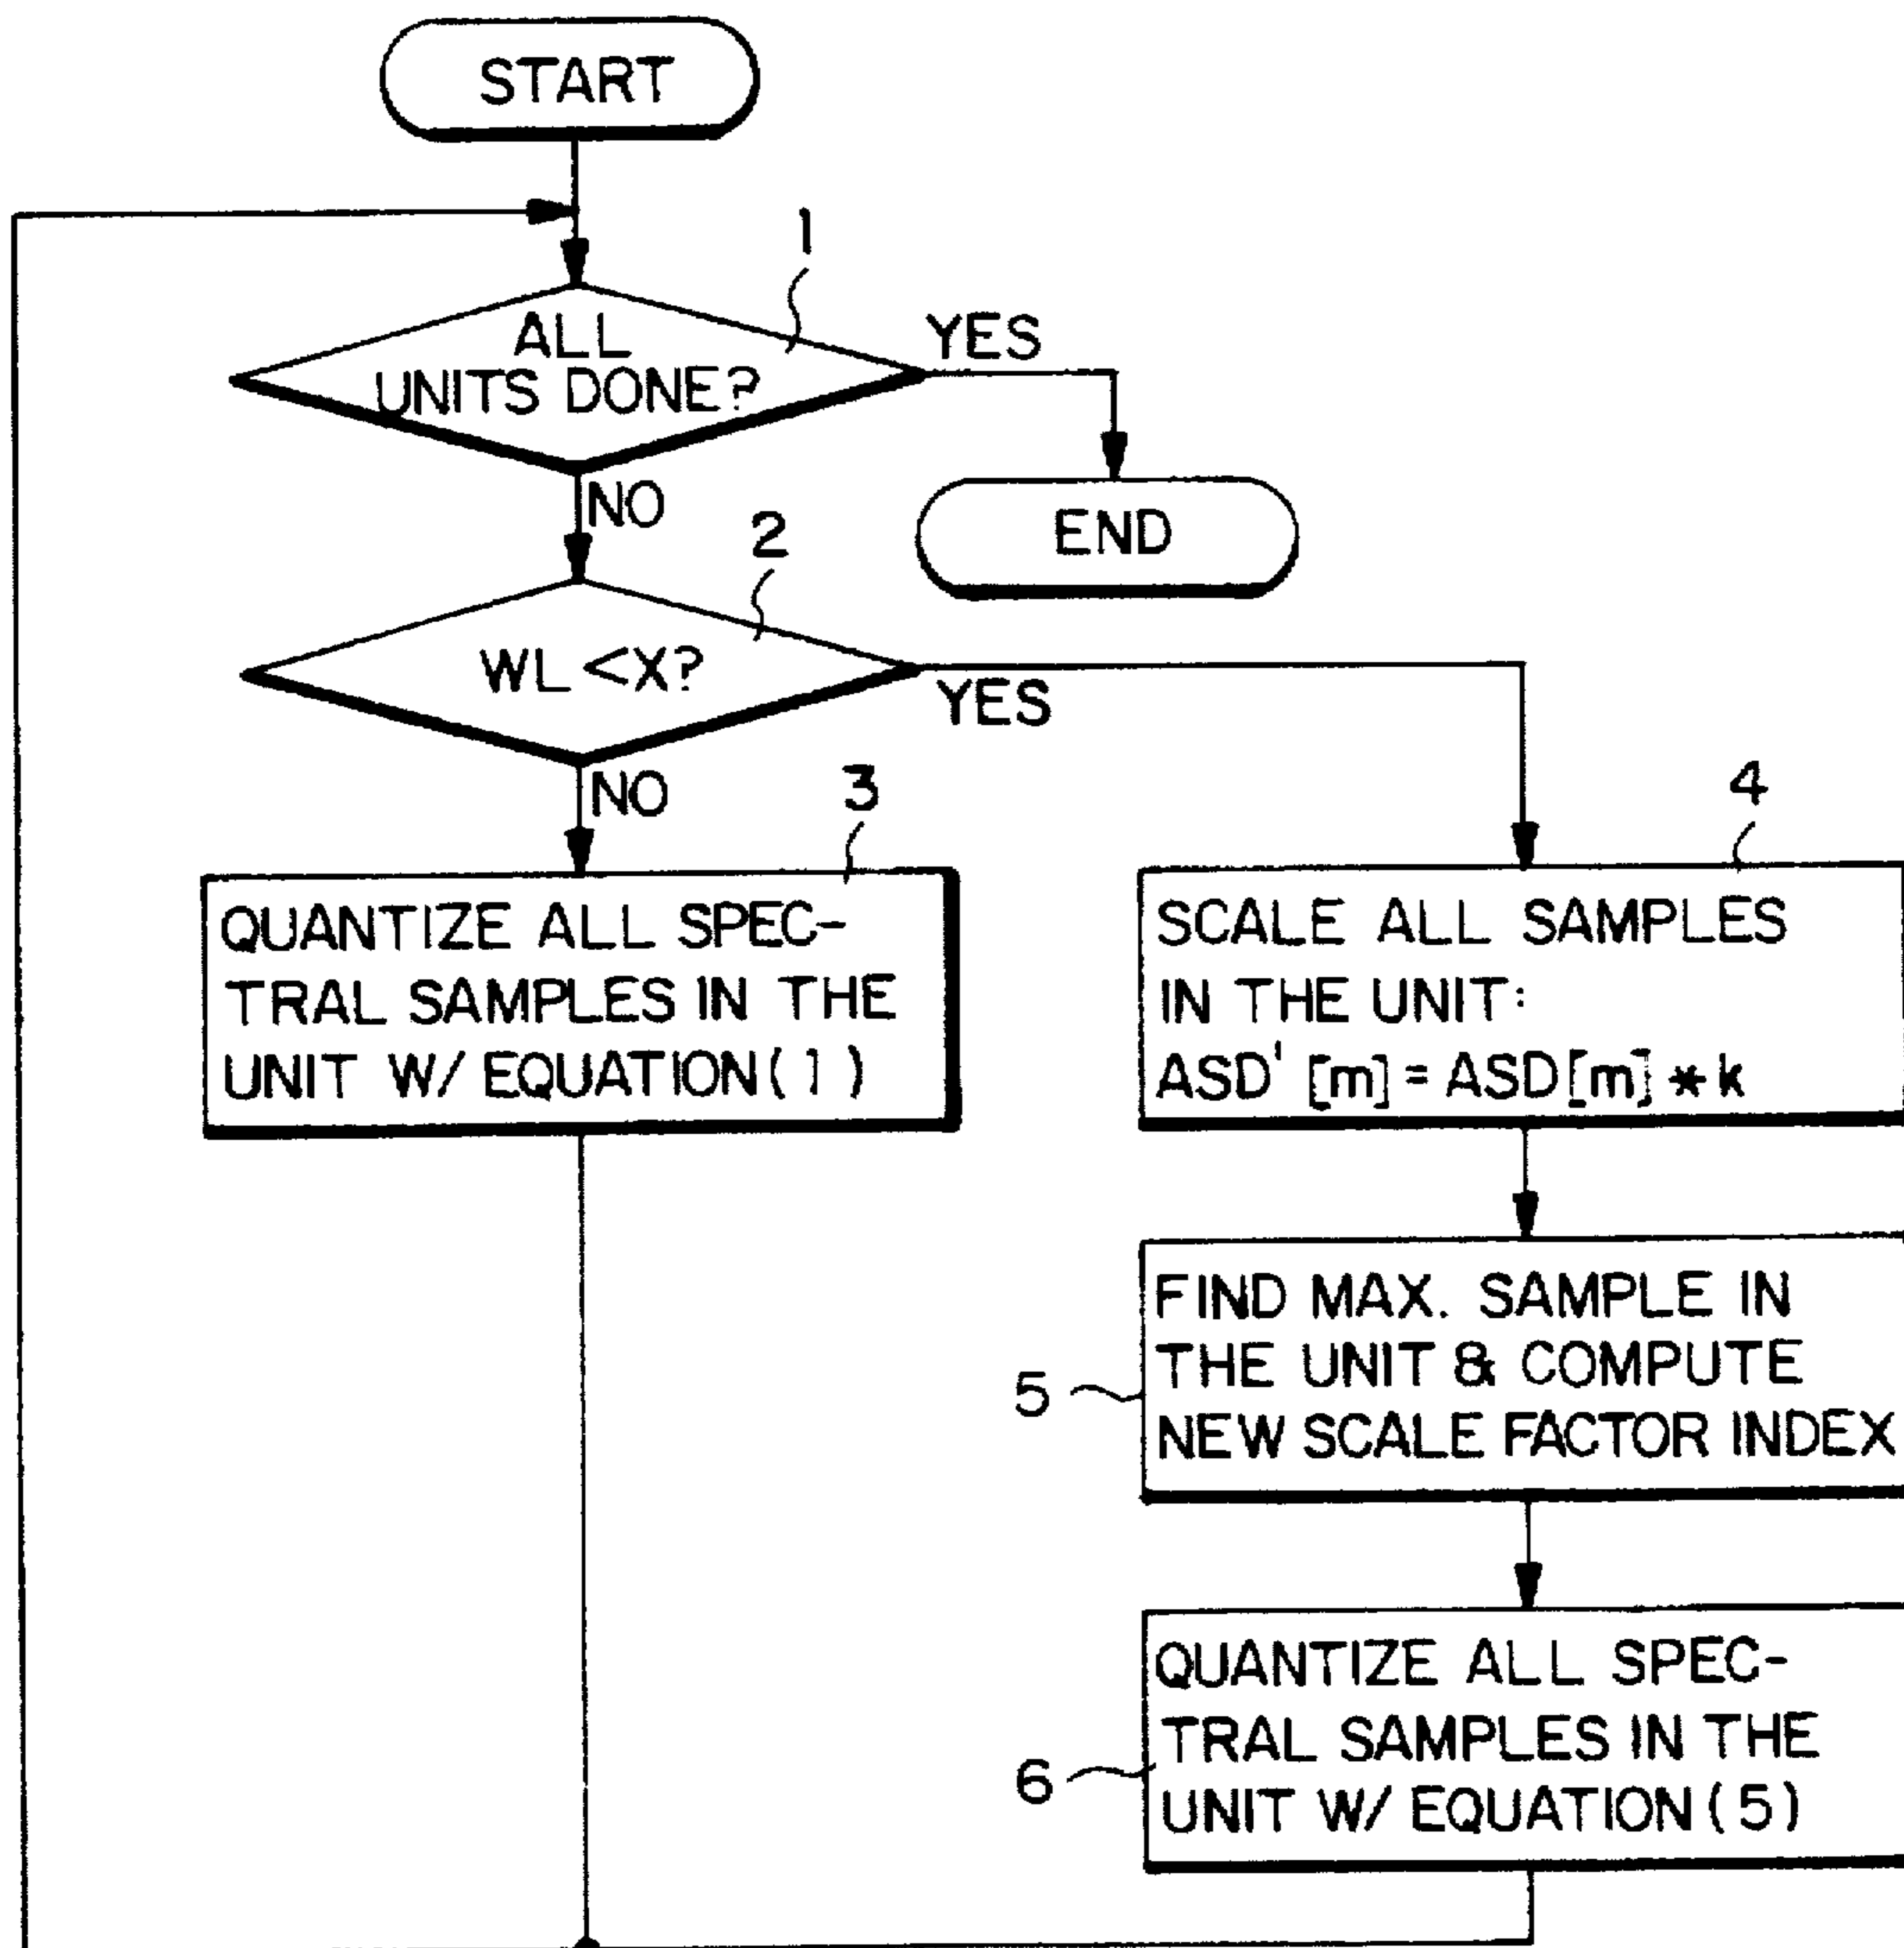 START
1
ALL
UNITS DONE?
YES
NO
END
2
WL <X?
YES
NO
3
QUANTIZE ALL SPEC-
TRAL SAMPLES IN THE
UNIT W/ EQUATION(1)
4
SCALE ALL SAMPLES
IN THE UNIT:
ASD' [m] = ASD[m] * k
5
FIND MAX. SAMPLE IN
THE UNIT & COMPUTE
NEW SCALE FACTOR INDEX
6
QUANTIZE ALL SPEC-
TRAL SAMPLES IN THE
UNIT W/ EQUATION(5)